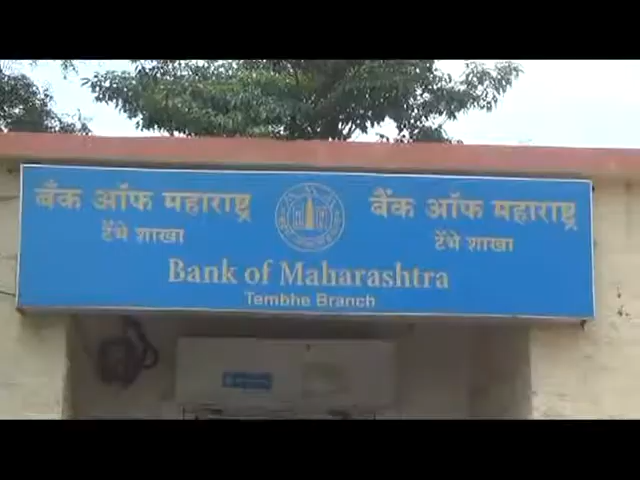 बँक ऑफ महाराष्ट्र
टेंभे शाखा
बैंक ऑफ महाराष्ट्र
टेंभे शाखा
Bank of Maharashtra
Tembhe Branch